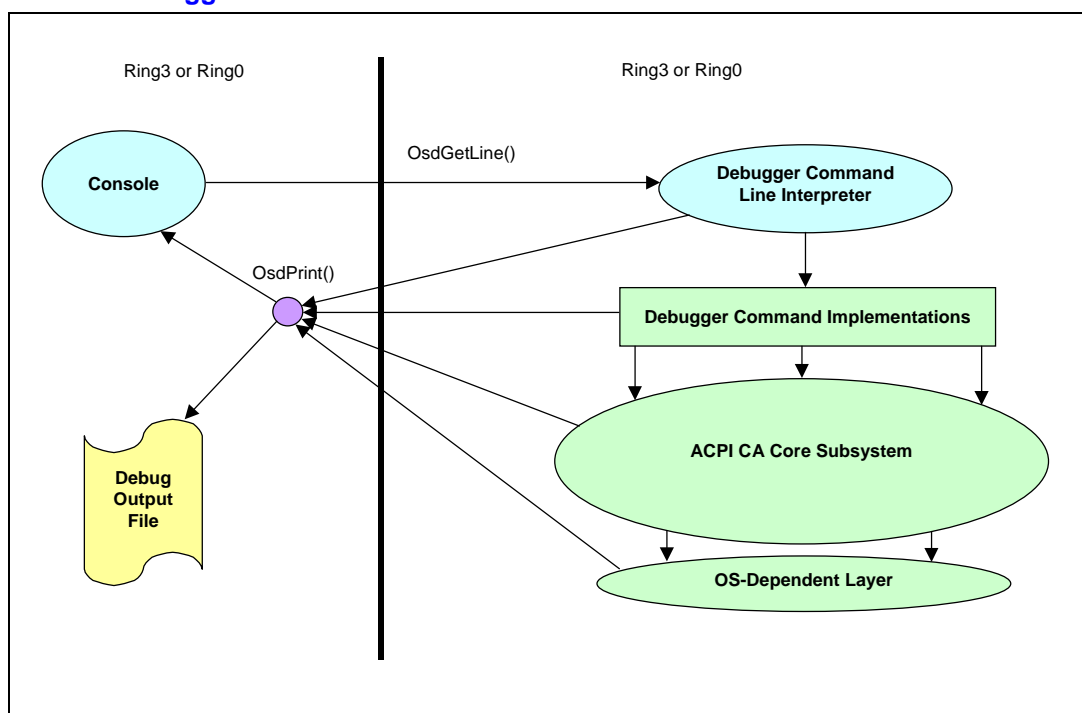 Ring3 or Ring0
Ring3 or Ring0
OsdGetLine()
Console
Debugger Command
Line Interpreter
OsdPrint()
Debugger Command Implementations
ACPI CA Core Subsystem
Debug
Output
File
OS-Dependent Layer